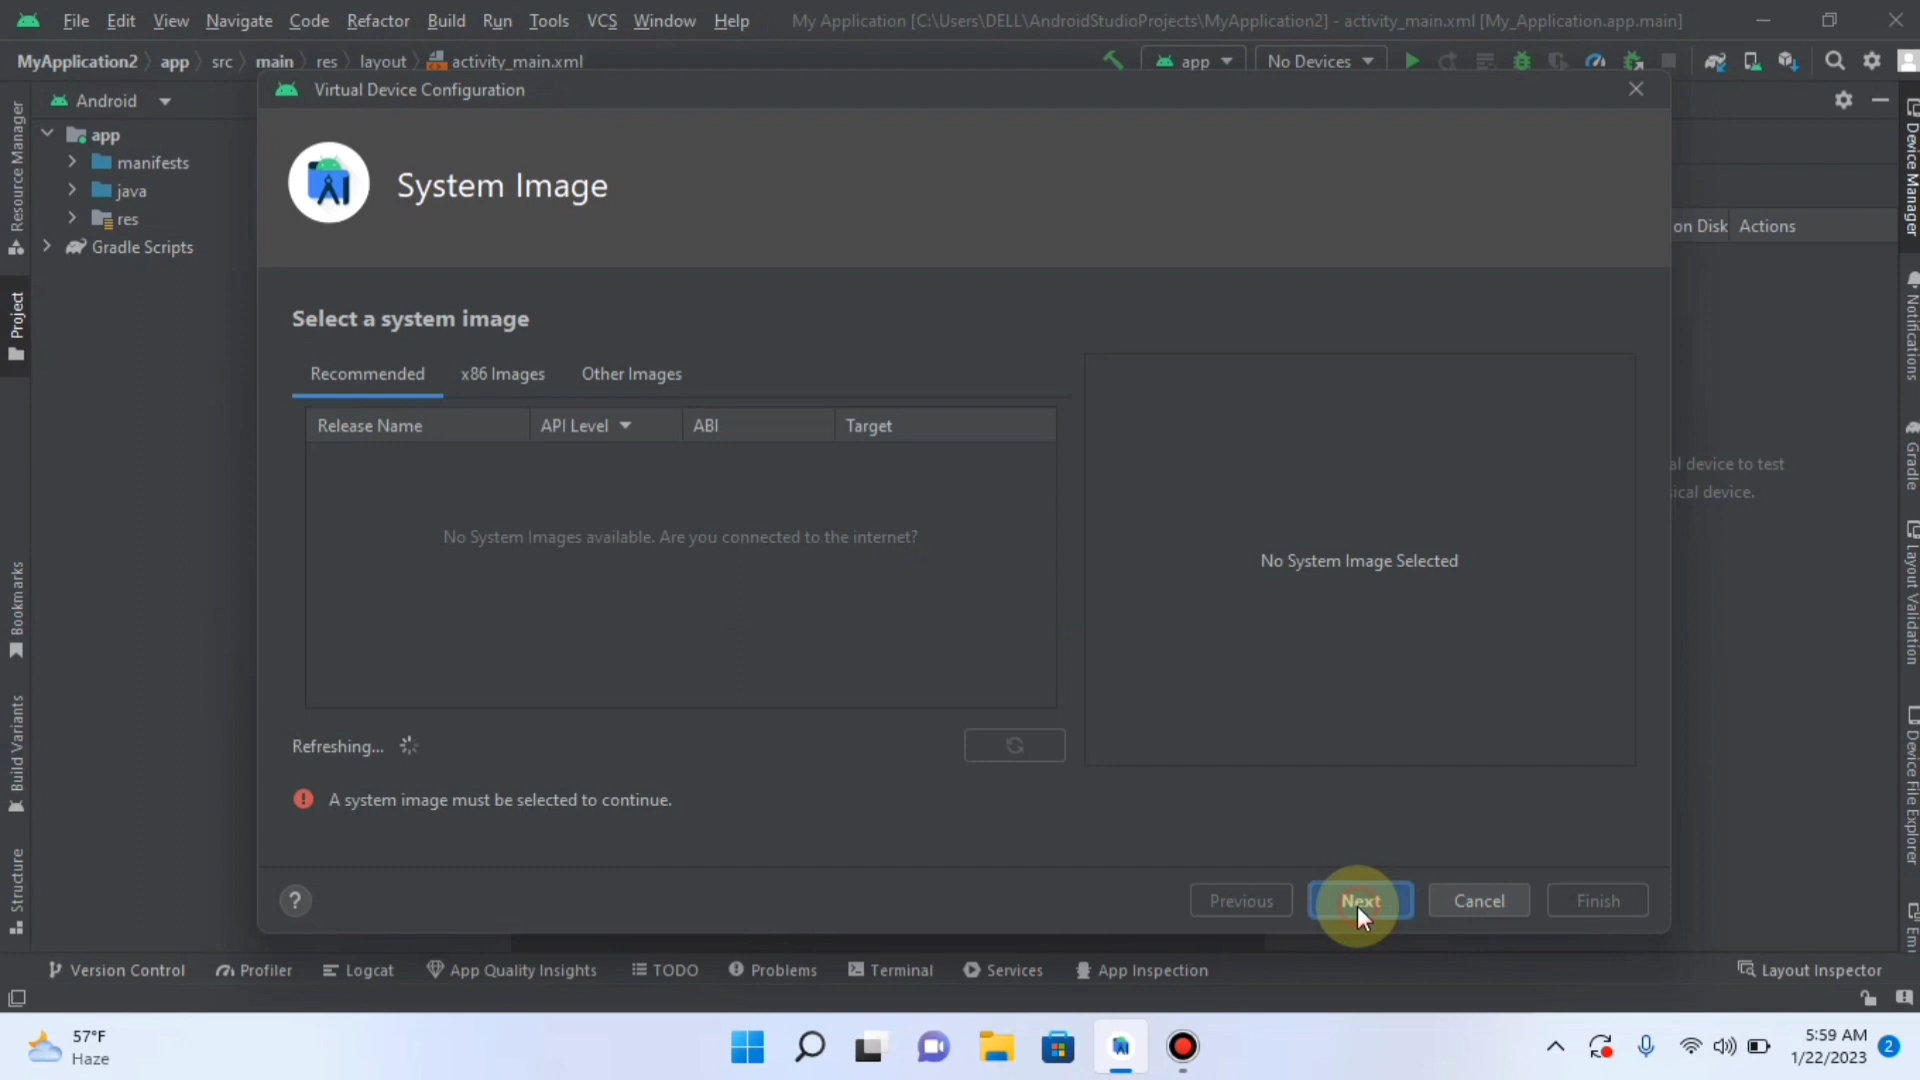 File Edit View Navigate Code Refactor Build Run Tools VCS Window Help My Application [C:\Users\DELL\AndroidStudioProjects\MyApplication2] - activity_main.xml [My_Application.app.main]
MyApplication2 app src main res layout activity_main.xml app No Devices
Virtual Device Configuration
Android
app
manifests
java
res
Gradle Scripts
System Image
on Disk Actions
Select a system image
Recommended x86 Images Other Images
Release Name API Level ABI Target
No System Images available. Are you connected to the internet?
No System Image Selected
al device to test
ical device.
Refreshing...
A system image must be selected to continue.
? Previous Next Cancel Finish
Resource Manager
Project
Bookmarks
Build Variants
Structure
Device Manager
Notifications
Gradle
Layout Validation
Device File Explorer
Version Control Profiler Logcat App Quality Insights TODO Problems Terminal Services App Inspection Layout Inspector
57°F
Haze
5:59 AM
1/22/2023
2